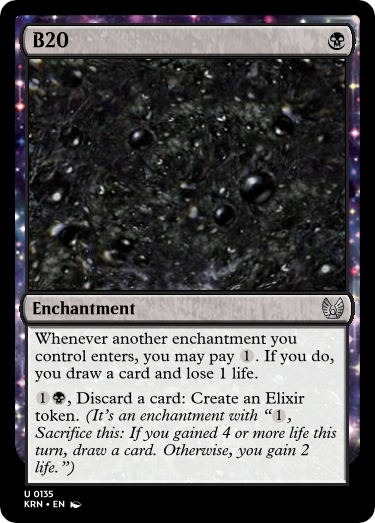 B20
Enchantment
Whenever another enchantment you
control enters, you may pay 1. If you do,
you draw a card and lose 1 life.
1, Discard a card: Create an Elixir
token. (It's an enchantment with “1,
Sacrifice this: If you gained 4 or more life this
turn, draw a card. Otherwise, you gain 2
life.”)
U 0135
KRN • EN